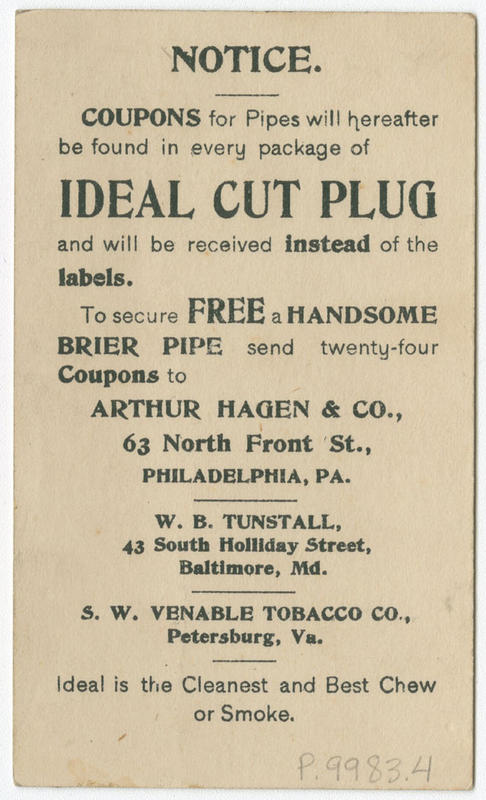 NOTICE.
COUPONS for Pipes will hereafter
be found in every package of
IDEAL CUT PLUG
and will be received instead of the
labels.
To secure FREE a HANDSOME
BRIER PIPE send twenty-four
Coupons to
ARTHUR HAGEN & CO.,
63 North Front St.,
PHILADELPHIA, PA.
W. B. TUNSTALL,
43 South Holliday Street,
Baltimore, Md.
S. W. VENABLE TOBACCO CO.,
Petersburg, Va.
Ideal is the Cleanest and Best Chew
or Smoke.
P.9983.4